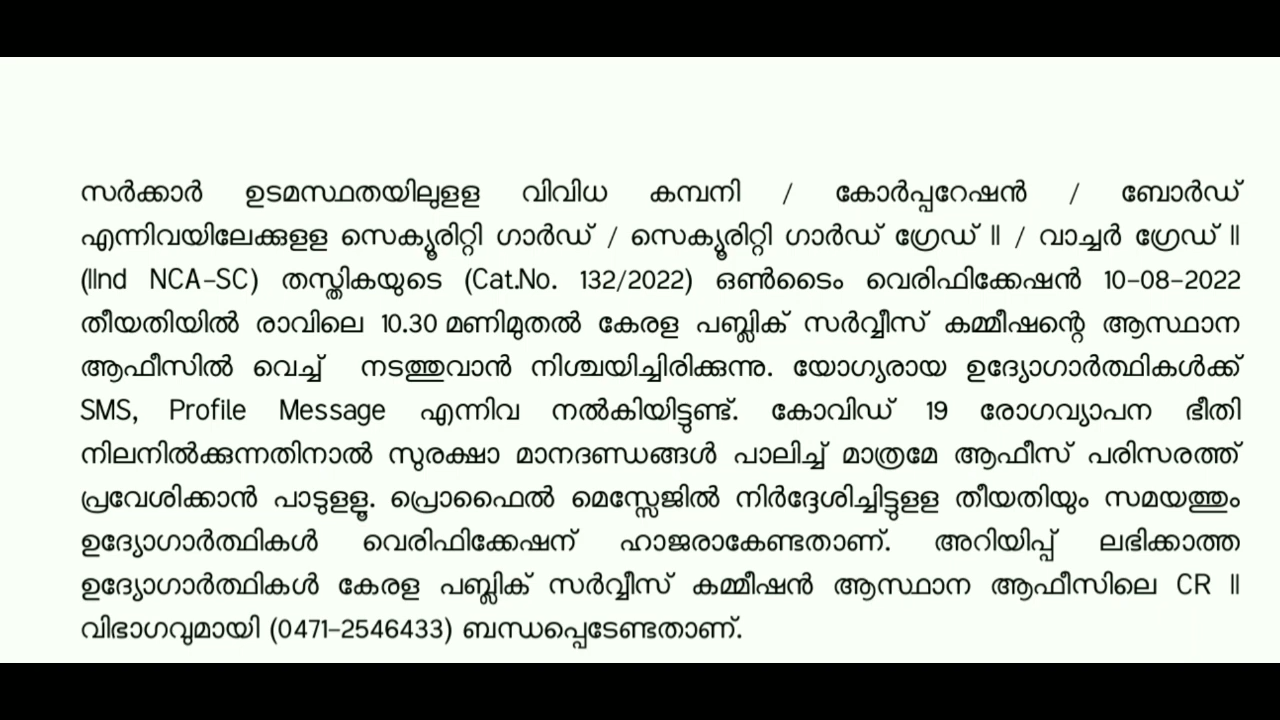 സർക്കാർ ഉടമസ്ഥതയിലുളള വിവിധ കമ്പനി / കോർപ്പറേഷൻ / ബോർഡ്
എന്നിവയിലേക്കുളള സെക്യൂരിറ്റി ഗാർഡ് / സെക്യൂരിറ്റി ഗാർഡ് ഗ്രേഡ് II / വാച്ചർ ഗ്രേഡ് II
(IInd NCA-SC) തസ്തികയുടെ (Cat.No. 132/2022) ഒൺടൈം വെരിഫിക്കേഷൻ 10-08-2022
തീയതിയിൽ രാവിലെ 10.30 മണിമുതൽ കേരള പബ്ലിക് സർവ്വീസ് കമ്മീഷന്റെ ആസ്ഥാന
ആഫീസിൽ വെച്ച് നടത്തുവാൻ നിശ്ചയിച്ചിരിക്കുന്നു. യോഗ്യരായ ഉദ്യോഗാർത്ഥികൾക്ക്
SMS, Profile Message എന്നിവ നൽകിയിട്ടുണ്ട്. കോവിഡ് 19 രോഗവ്യാപന ഭീതി
നിലനിൽക്കുന്നതിനാൽ സുരക്ഷാ മാനദണ്ഡങ്ങൾ പാലിച്ച് മാത്രമേ ആഫീസ് പരിസരത്ത്
പ്രവേശിക്കാൻ പാടുളളൂ. പ്രൊഫൈൽ മെസ്സേജിൽ നിർദ്ദേശിച്ചിട്ടുളള തീയതിയും സമയത്തും
ഉദ്യോഗാർത്ഥികൾ വെരിഫിക്കേഷന് ഹാജരാകേണ്ടതാണ്. അറിയിപ്പ് ലഭിക്കാത്ത
ഉദ്യോഗാർത്ഥികൾ കേരള പബ്ലിക് സർവ്വീസ് കമ്മീഷൻ ആസ്ഥാന ആഫീസിലെ CR II
വിഭാഗവുമായി (0471-2546433) ബന്ധപ്പെടേണ്ടതാണ്.